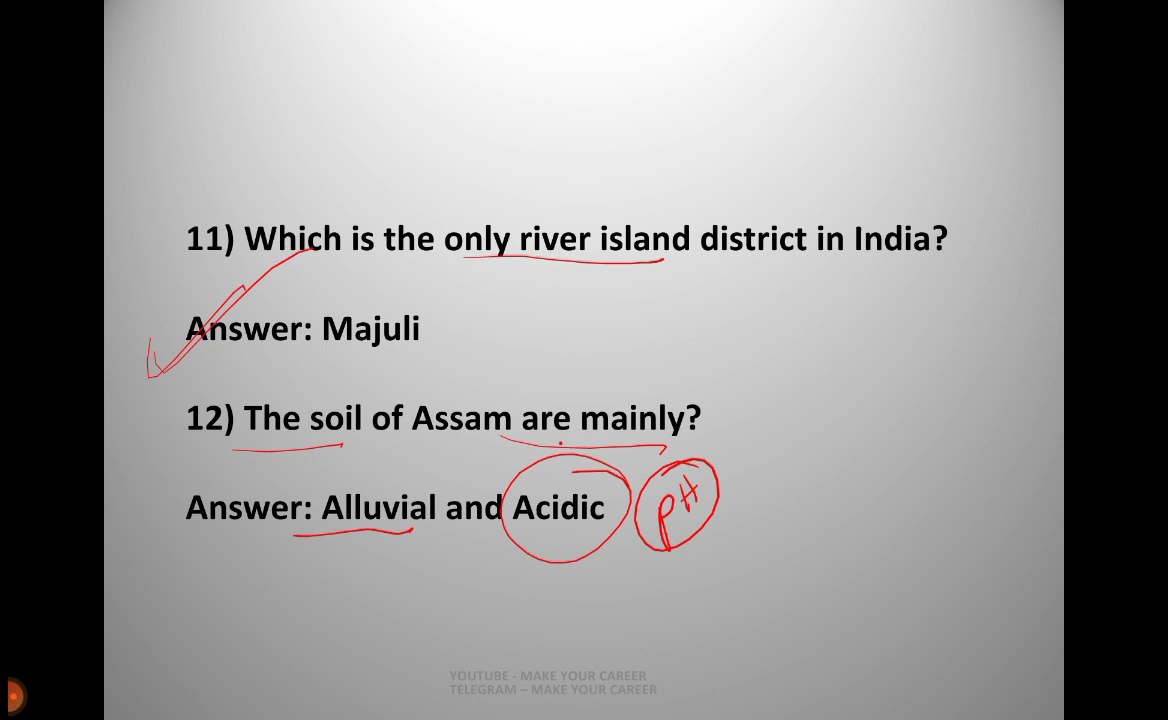 11) Which is the only river island district in India?
Answer: Majuli
12) The soil of Assam are mainly?
Answer: Alluvial and Acidic pH
YOUTUBE - MAKE YOUR CAREER
TELEGRAM – MAKE YOUR CAREER